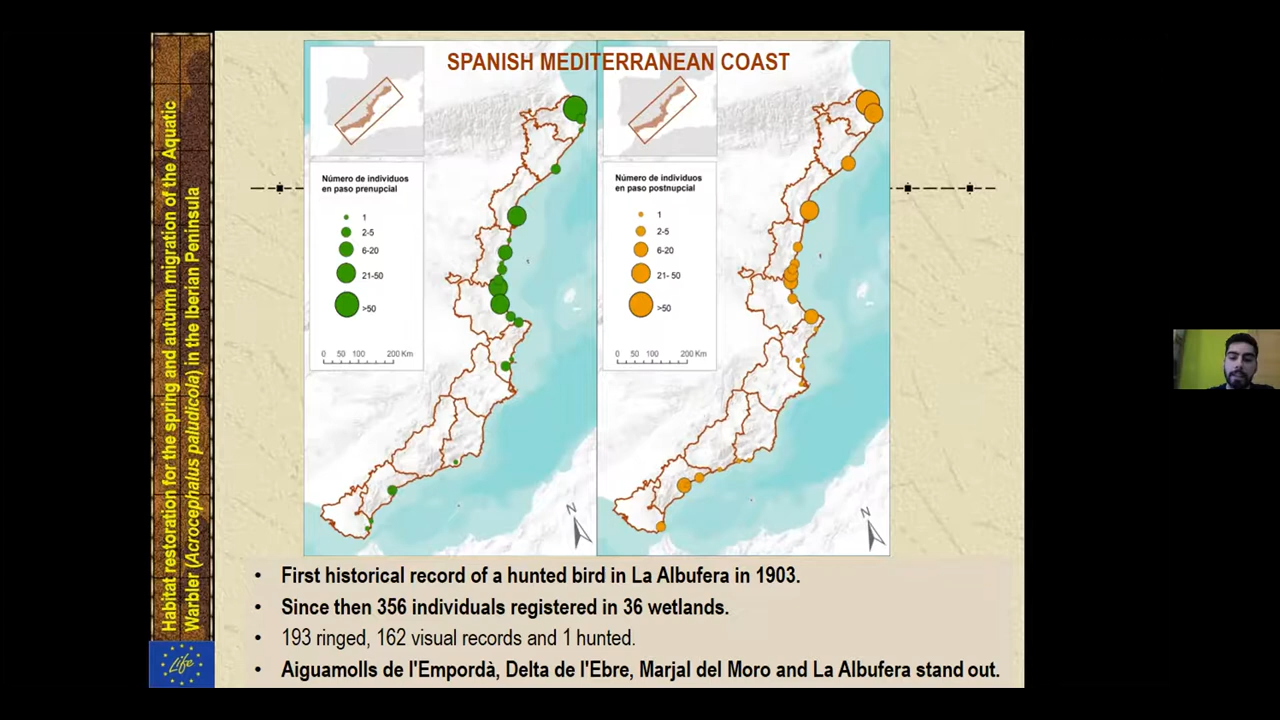 Habitat restoration for the spring and autumn migration of the Aquatic
Warbler (Acrocephalus paludicola) in the Iberian Peninsula
Life
SPANISH MEDITERRANEAN COAST
Número de individuos
en paso prenupcial
1
2-5
6-20
21-50
>50
0 50 100 200 Km
N
Número de individuos
en paso postnupcial
1
2-5
6-20
21- 50
>50
0 50 100 200 Km
N
• First historical record of a hunted bird in La Albufera in 1903.
• Since then 356 individuals registered in 36 wetlands.
• 193 ringed, 162 visual records and 1 hunted.
• Aiguamolls de l'Empordà, Delta de l'Ebre, Marjal del Moro and La Albufera stand out.